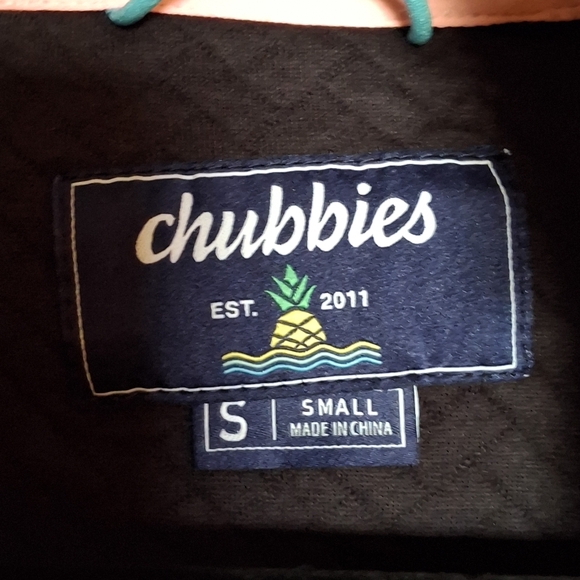 chubbies
EST. 2011
S SMALL
MADE IN CHINA